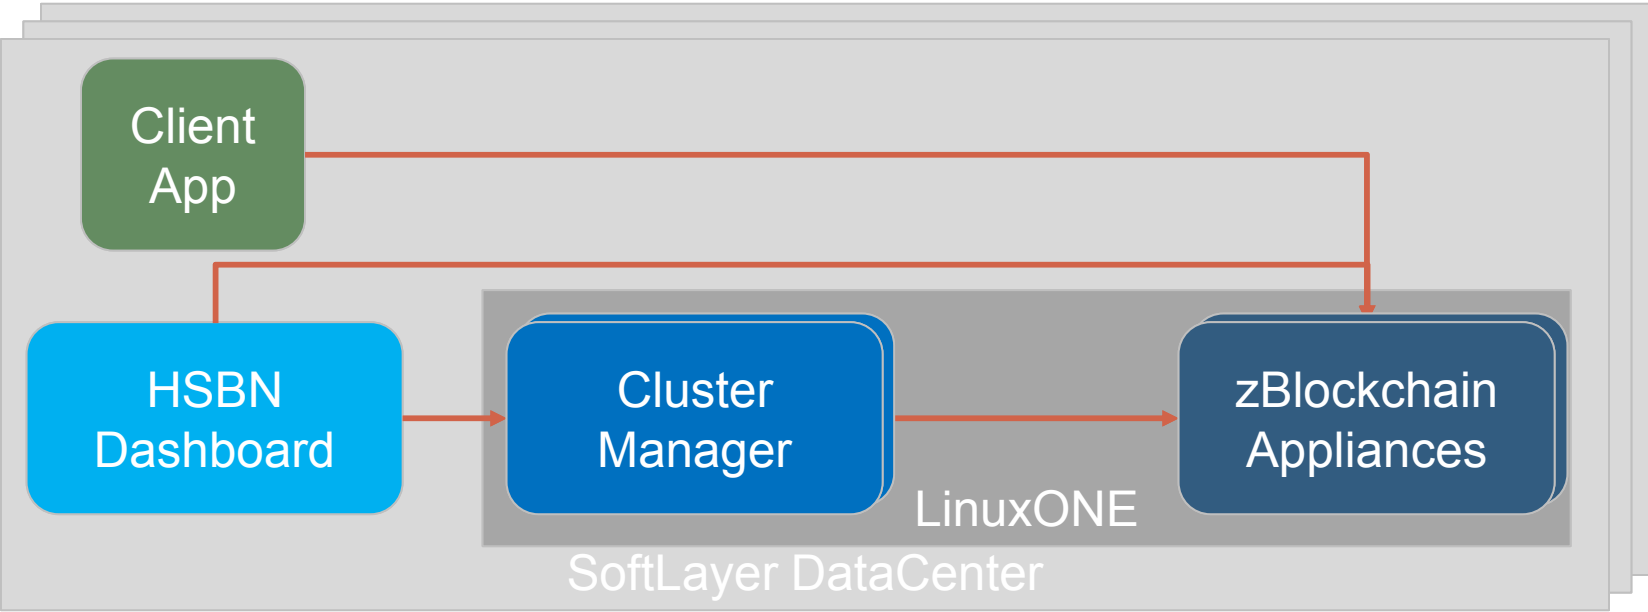 Client
App
HSBN
Dashboard
Cluster
Manager
zBlockchain
Appliances
LinuxONE
SoftLayer DataCenter